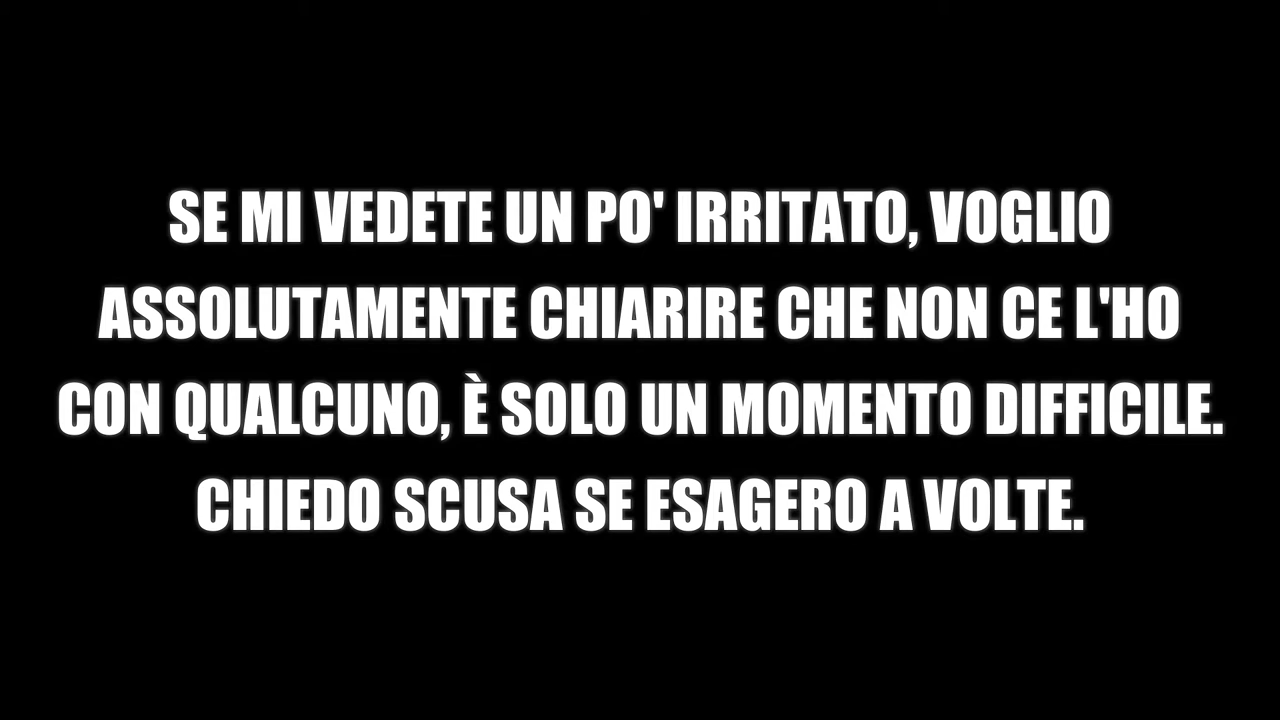 SE MI VEDETE UN PO' IRRITATO, VOGLIO
ASSOLUTAMENTE CHIARIRE CHE NON CE L'HO
CON QUALCUNO, È SOLO UN MOMENTO DIFFICILE.
CHIEDO SCUSA SE ESAGERO A VOLTE.